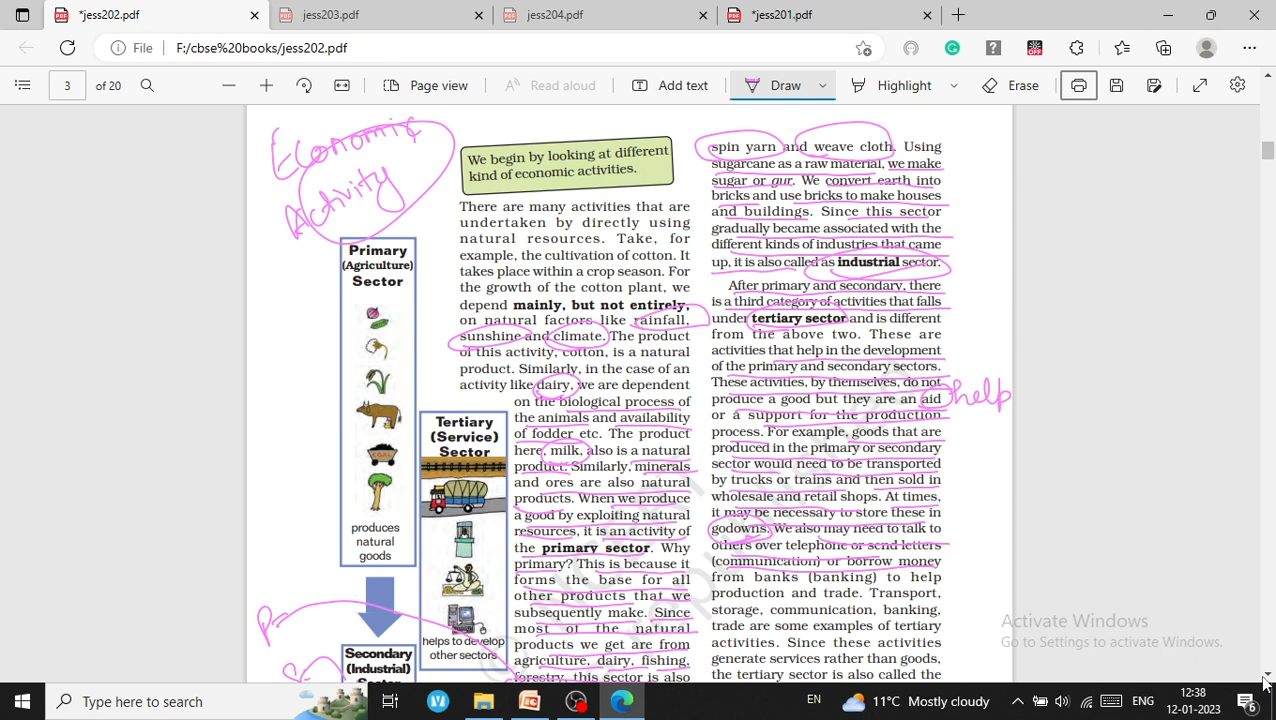 *jess202.pdf
jess203.pdf
jess204.pdf
*jess201.pdf
File
F:/cbse%20books/jess202.pdf
3
of 20
Page view
Read aloud
Add text
Draw
Highlight
Erase
Economic
Activity
We begin by looking at different
kind of economic activities.
There are many activities that are
undertaken by directly using
natural resources. Take, for
example, the cultivation of cotton. It
takes place within a crop season. For
the growth of the cotton plant, we
depend mainly, but not entirely,
on natural factors like rainfall,
sunshine and climate. The product
of this activity, cotton, is a natural
product. Similarly, in the case of an
activity like dairy, we are dependent
on the biological process of
the animals and availability
of fodder etc. The product
here, milk, also is a natural
product. Similarly, minerals
and ores are also natural
products. When we produce
a good by exploiting natural
resources, it is an activity of
the primary sector. Why
primary? This is because it
forms the base for all
other products that we
subsequently make. Since
most of the natural
products we get are from
agriculture, dairy, fishing,
forestry, this sector is also
Primary
(Agriculture)
Sector
COAL
produces
natural
goods
Tertiary
(Service)
Sector
helps to develop
other sectors
P-
Secondary
(Industrial)
spin yarn and weave cloth. Using
sugarcane as a raw material, we make
sugar or gur. We convert earth into
bricks and use bricks to make houses
and buildings. Since this sector
gradually became associated with the
different kinds of industries that came
up, it is also called as industrial sector.
After primary and secondary, there
is a third category of activities that falls
under tertiary sector and is different
from the above two. These are
activities that help in the development
of the primary and secondary sectors.
These activities, by themselves, do not
produce a good but they are an aid
help
or a support for the production
process. For example, goods that are
produced in the primary or secondary
sector would need to be transported
by trucks or trains and then sold in
wholesale and retail shops. At times,
it may be necessary to store these in
godowns. We also may need to talk to
others over telephone or send letters
(communication) or borrow money
from banks (banking) to help
production and trade. Transport,
storage, communication, banking,
trade are some examples of tertiary
activities. Since these activities
generate services rather than goods,
the tertiary sector is also called the
Activate Windows
Go to Settings to activate Windows.
Type here to search
EN
11°C Mostly cloudy
ENG
12:38
12-01-2023
6